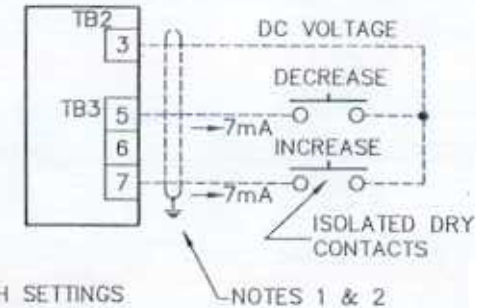 TB2
3
DC VOLTAGE
DECREASE
TB3
5
7mA
6
INCREASE
7
7mA
ISOLATED DRY
CONTACTS
H SETTINGS
NOTES 1 & 2